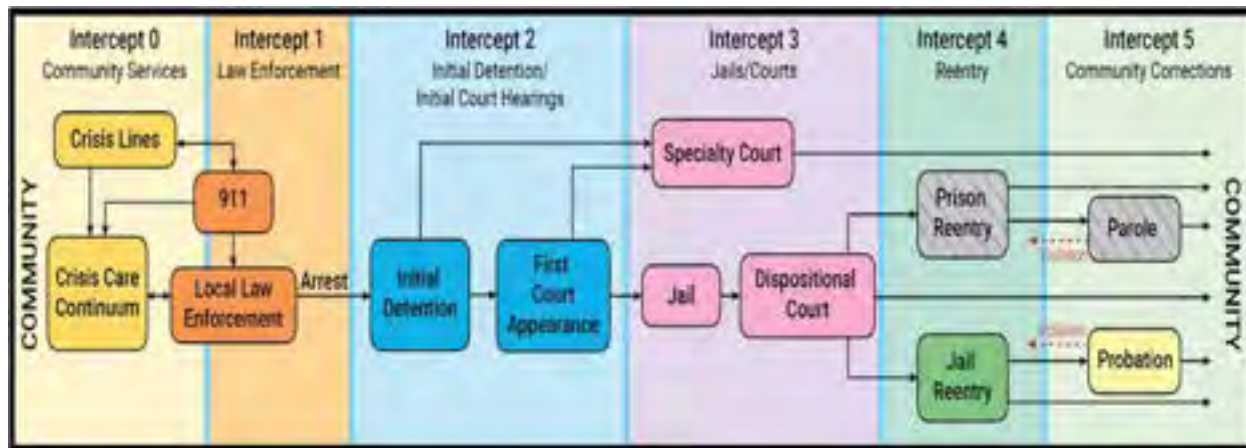 Intercept 0
Community Services
Intercept 1
Law Enforcement
Intercept 2
Initial Detention/
Initial Court Hearings
Intercept 3
Jails/Courts
Intercept 4
Reentry
Intercept 5
Community Corrections
COMMUNITY
Crisis Lines
911
Crisis Care
Continuum
Local Law
Enforcement
Arrest
Initial
Detention
First
Court
Appearance
Specialty Court
Jail
Dispositional
Court
Prison
Reentry
Parole
Jail
Reentry
Probation
COMMUNITY